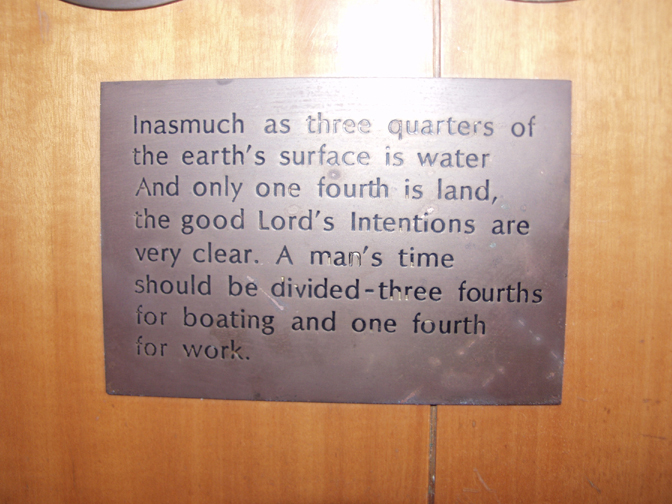 Inasmuch as three quarters of
the earth's surface is water
And only one fourth is land,
the good Lord's Intentions are
very clear. A man's time
should be divided-three fourths
for boating and one fourth
for work.